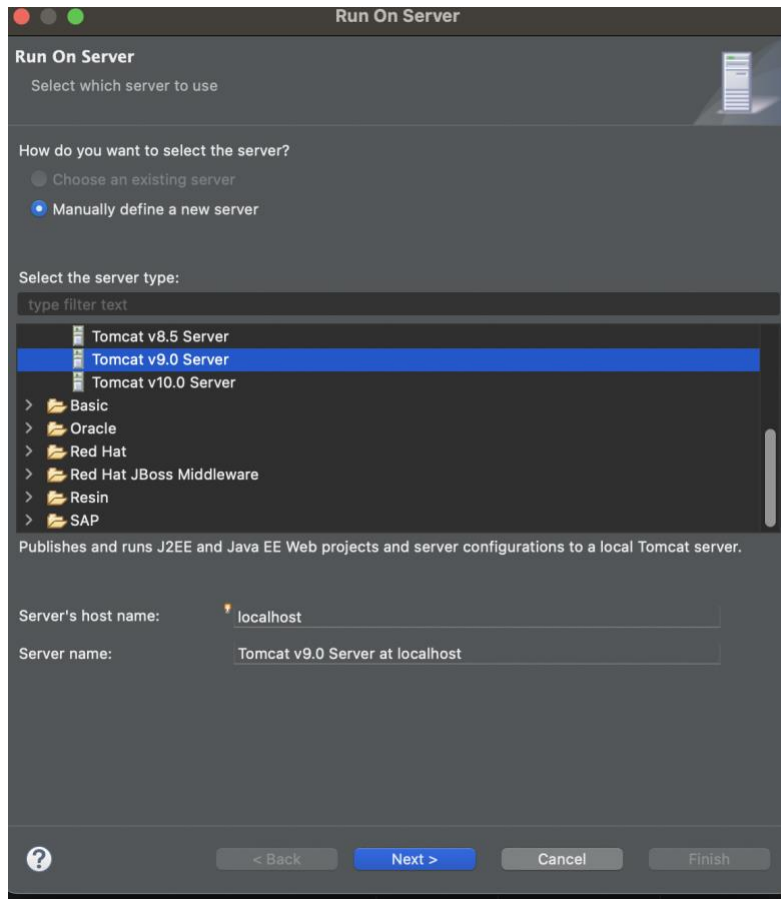 Run On Server
Run On Server
Select which server to use
How do you want to select the server?
Choose an existing server
Manually define a new server
Select the server type:
type filter text
Tomcat v8.5 Server
Tomcat v9.0 Server
Tomcat v10.0 Server
> Basic
> Oracle
> Red Hat
> Red Hat JBoss Middleware
> Resin
> SAP
Publishes and runs J2EE and Java EE Web projects and server configurations to a local Tomcat server.
Server's host name: localhost
Server name: Tomcat v9.0 Server at localhost
? < Back Next > Cancel Finish